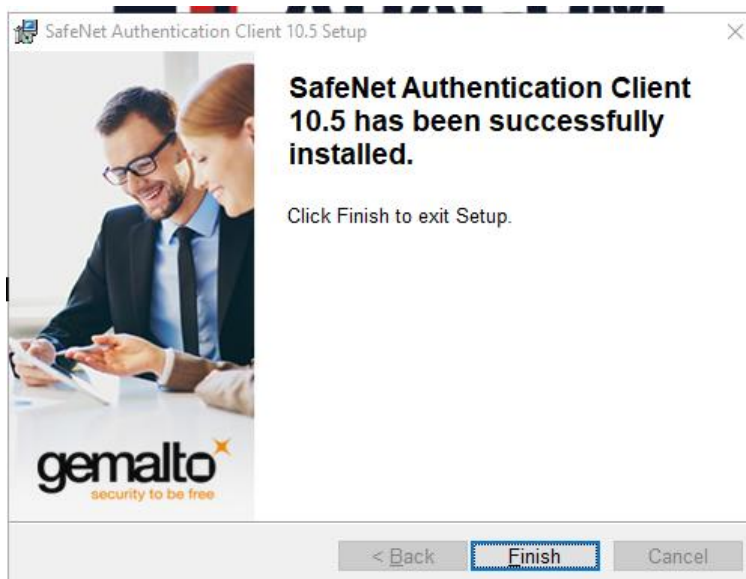 SafeNet Authentication Client 10.5 Setup
SafeNet Authentication Client
10.5 has been successfully
installed.
Click Finish to exit Setup.
gemalto
security to be free
< Back Finish Cancel